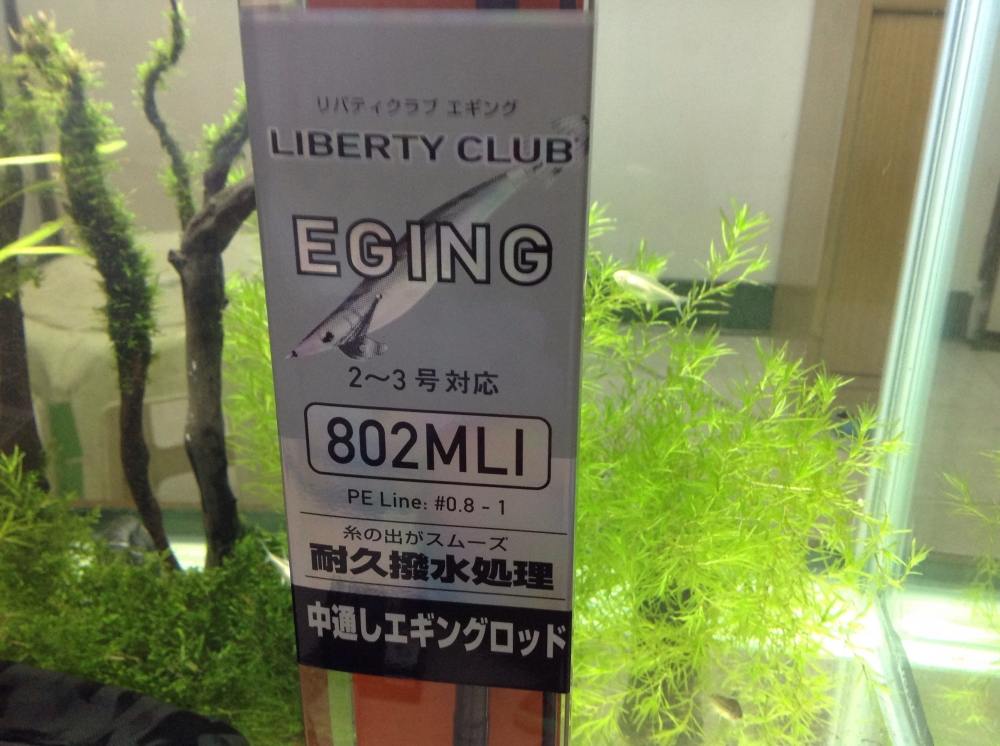 リバティクラブ エギング
LIBERTY CLUB
EGING
2〜3号対応
802MLI
PE Line: #0.8 - 1
糸の出がスムーズ
耐久撥水処理
中通しエギングロッド